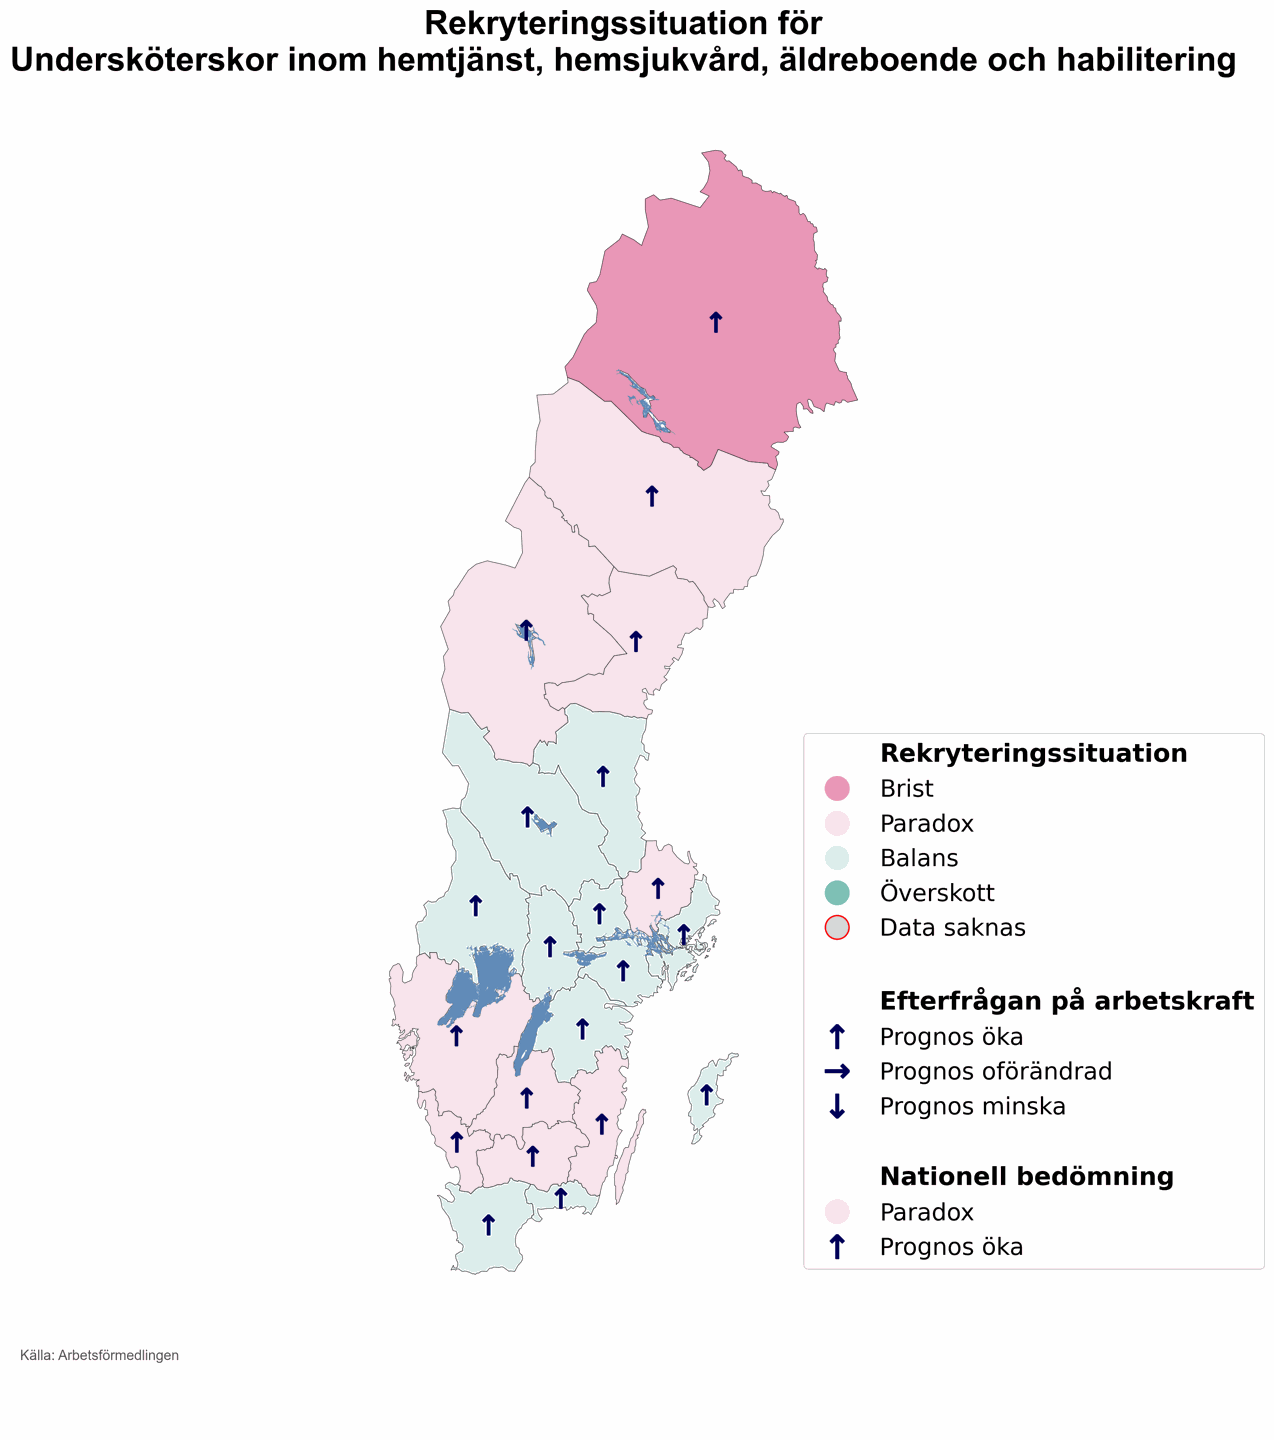 Rekryteringssituation för
Undersköterskor inom hemtjänst, hemsjukvård, äldreboende och habilitering
Rekryteringssituation
Brist
Paradox
Balans
Överskott
Data saknas
Efterfrågan på arbetskraft
Prognos öka
Prognos oförändrad
Prognos minska
Nationell bedömning
Paradox
Prognos öka
Källa: Arbetsförmedlingen